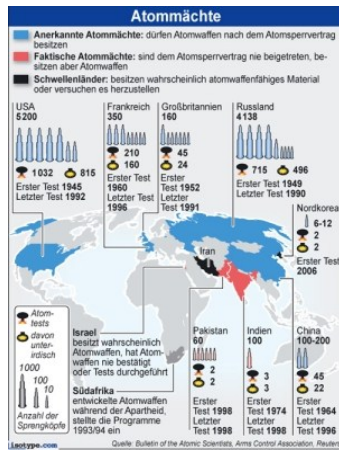 Atommächte
Anerkannte Atommächte: dürfen Atomwaffen nach dem Atomsperrvertrag
besitzen
Faktische Atommächte: sind dem Atomsperrvertrag nie beigetreten, be-
sitzen aber Atomwaffen
Schwellenländer: besitzen wahrscheinlich atomwaffenfähiges Material
oder versuchen es herzustellen
USA
5200
1032
815
Erster Test 1945
Letzter Test 1992
Frankreich
350
210
160
Erster
Test
1960
Letzter
Test
1996
Großbritannien
160
45
24
Erster
Test
1952
Letzter
Test
1991
Russland
4138
715
496
Erster Test 1949
Letzter Test 1990
Nordkorea
6-12
2
2
Erster Test
2006
Iran
Israel
besitzt wahrscheinlich
Atomwaffen, hat Atom-
waffen nie bestätigt
oder Tests durchgeführt
Südafrika
entwickelte Atomwaffen
während der Apartheid,
stellte die Programme
1993/94 ein
Pakistan
60
2
2
Erster
Test 1998
Letzter
Test 1998
Indien
100
3
3
Erster
Test 1974
Letzter
Test 1998
China
100-200
45
22
Erster
Test 1964
Letzter
Test 1996
Atom-
tests
davon
unter-
irdisch
1000
100
10
Anzahl der
Sprengköpfe
isotype.com
Quelle: Bulletin of the Atomic Scientists, Arms Control Association, Reuters